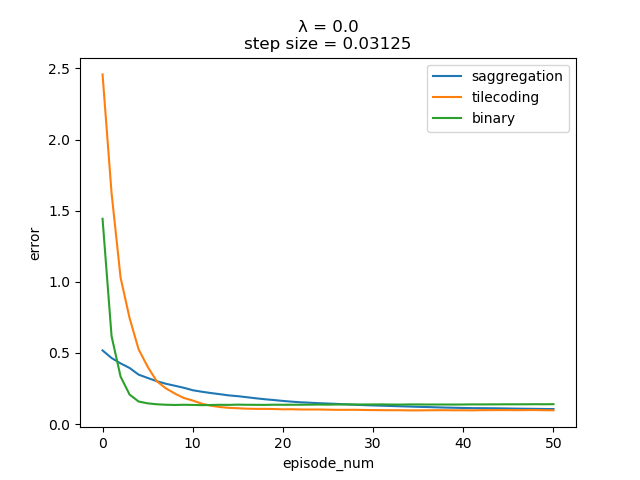 λ = 0.0
step size = 0.03125
saggregation
tilecoding
binary
error
2.5
2.0
1.5
1.0
0.5
0.0
0 10 20 30 40 50
episode_num